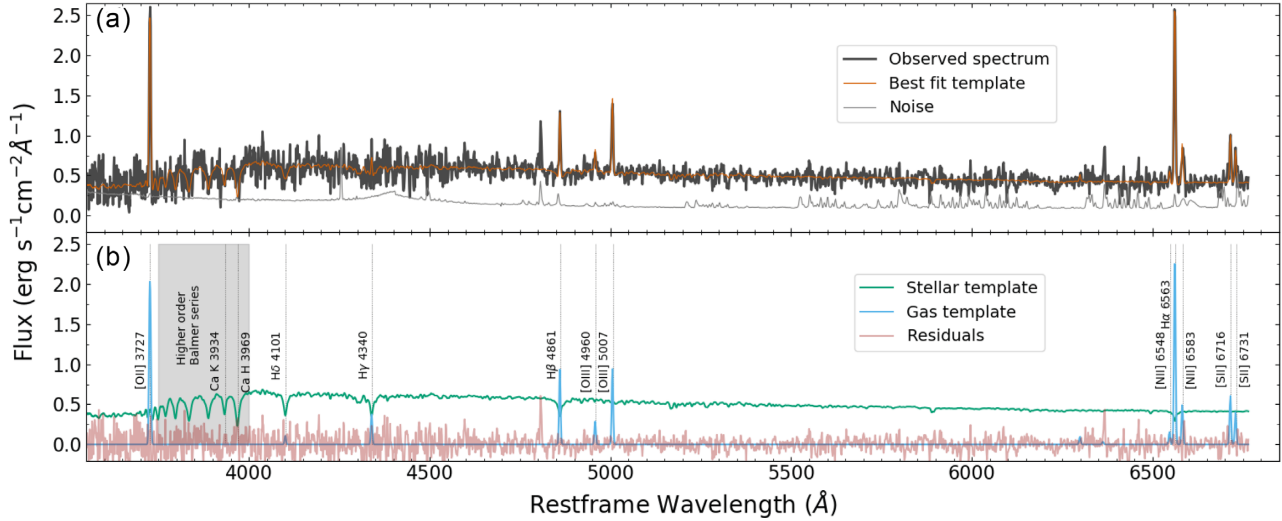 (a)
2.5
2.0
1.5
1.0
0.5
0.0
Observed spectrum
Best fit template
Noise
(b)
2.5
2.0
1.5
1.0
0.5
0.0
Flux (erg s⁻¹cm⁻²Å⁻¹)
[OII] 3727
Higher order
Balmer series
Ca K 3934
Ca H 3969
Hδ 4101
Hγ 4340
Hβ 4861
[OIII] 4960
[OIII] 5007
[NII] 6548
Hα 6563
[NII] 6583
[SII] 6716
[SII] 6731
Stellar template
Gas template
Residuals
4000
4500
5000
5500
6000
6500
Restframe Wavelength (Å)